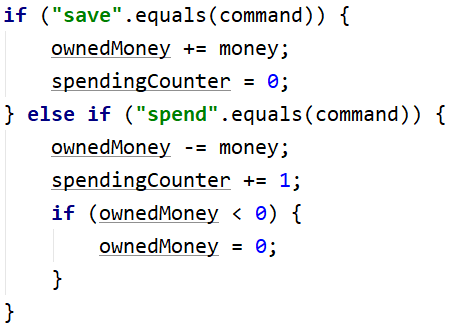 if ("save".equals(command)) {
    ownedMoney += money;
    spendingCounter = 0;
} else if ("spend".equals(command)) {
    ownedMoney -= money;
    spendingCounter += 1;
    if (ownedMoney < 0) {
        ownedMoney = 0;
    }
}